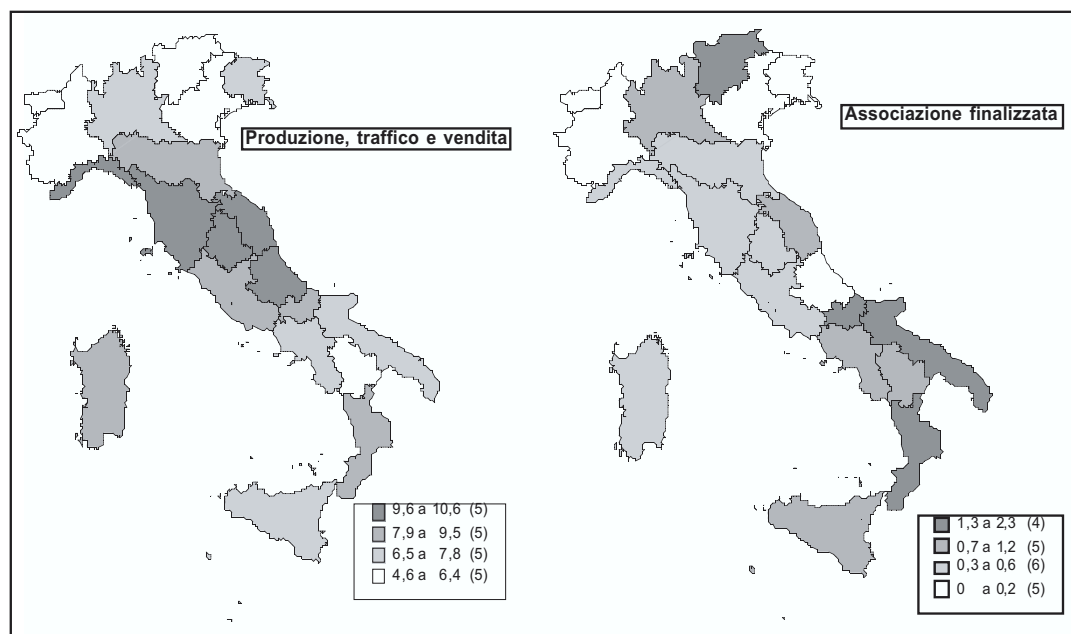 Produzione, traffico e vendita
9,6 a 10,6 (5)
7,9 a 9,5 (5)
6,5 a 7,8 (5)
4,6 a 6,4 (5)
Associazione finalizzata
1,3 a 2,3 (4)
0,7 a 1,2 (5)
0,3 a 0,6 (6)
0 a 0,2 (5)